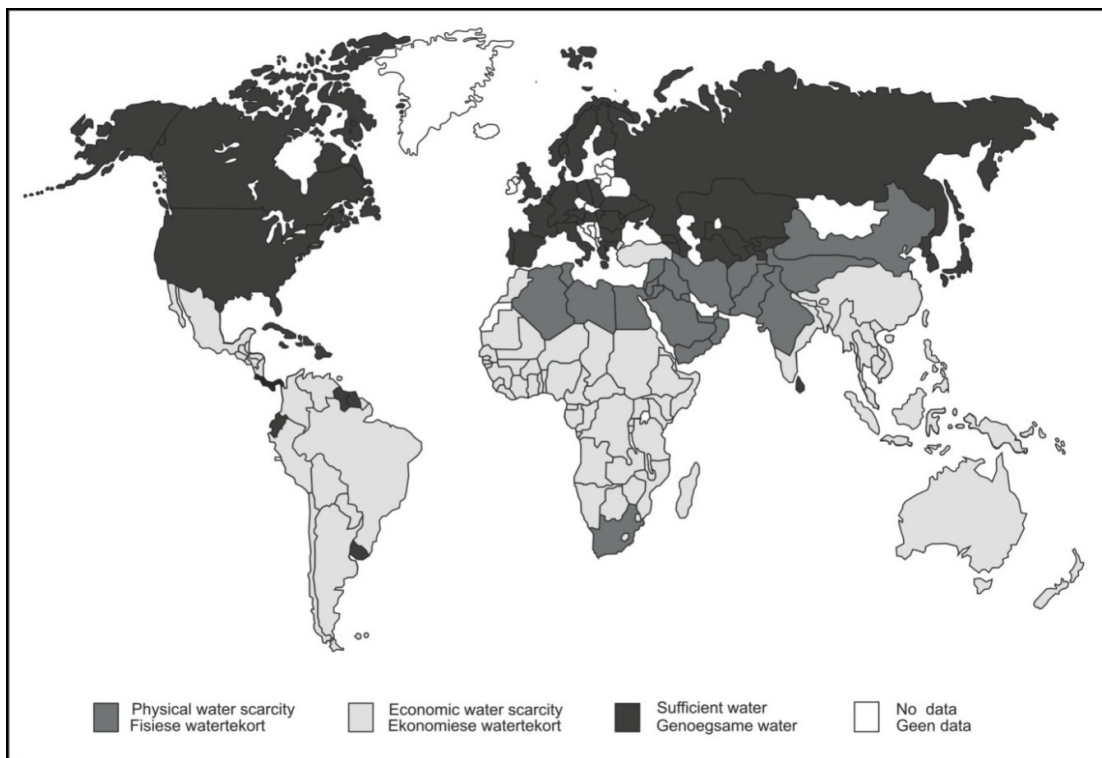 Physical water scarcity
Fisiese watertekort
Economic water scarcity
Ekonomiese watertekort
Sufficient water
Genoegsame water
No data
Geen data